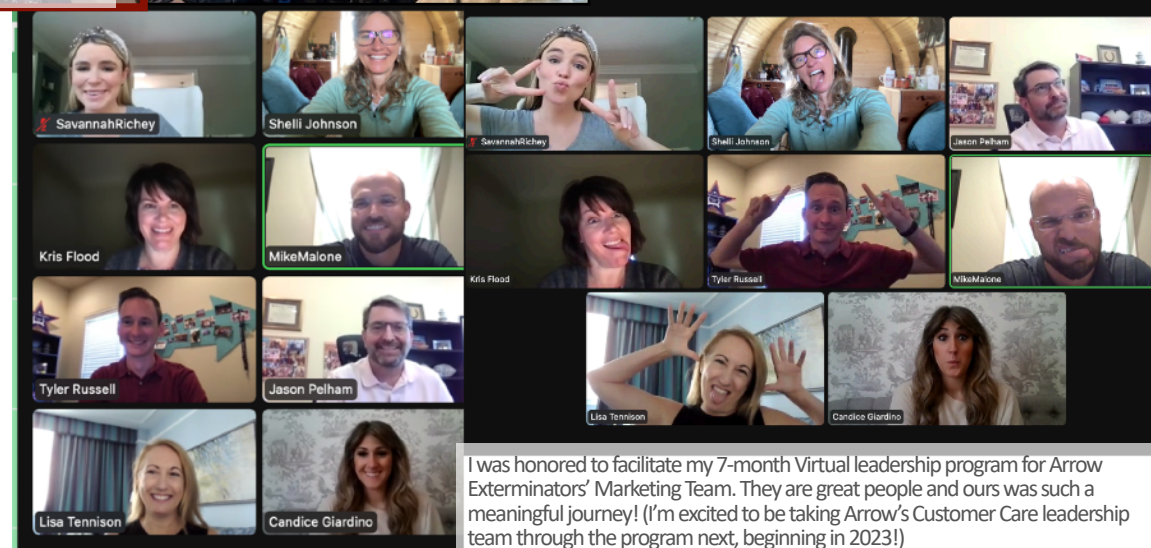 SavannahRichey
Shelli Johnson
Kris Flood
MikeMalone
Tyler Russell
Jason Pelham
Lisa Tennison
Candice Giardino
SavannahRichey
Shelli Johnson
Jason Pelham
Kris Flood
Tyler Russell
MikeMalone
Lisa Tennison
Candice Giardino
I was honored to facilitate my 7-month Virtual leadership program for Arrow
Exterminators’ Marketing Team. They are great people and ours was such a
meaningful journey! (I’m excited to be taking Arrow’s Customer Care leadership
team through the program next, beginning in 2023!)